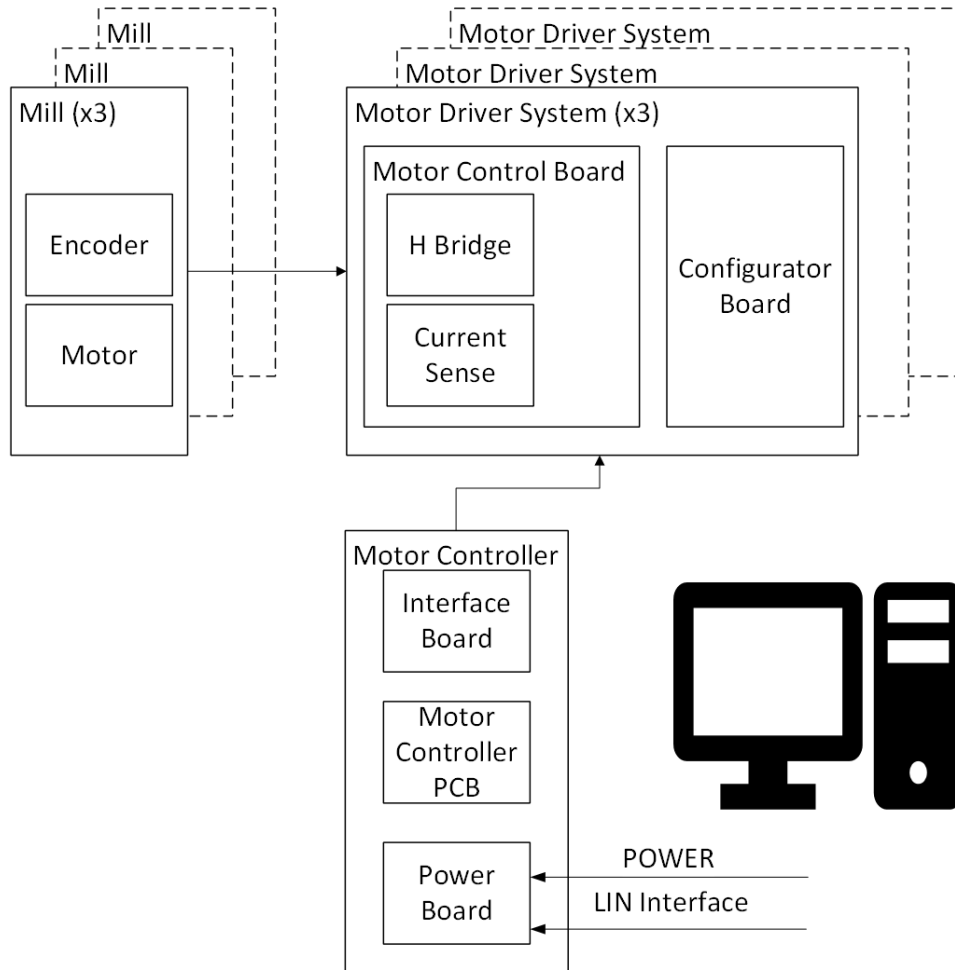 Mill
Mill
Mill (x3)
Encoder
Motor
Motor Driver System
Motor Driver System
Motor Driver System (x3)
Motor Control Board
H Bridge
Current
Sense
Configurator
Board
Motor Controller
Interface
Board
Motor
Controller
PCB
Power
Board
POWER
LIN Interface